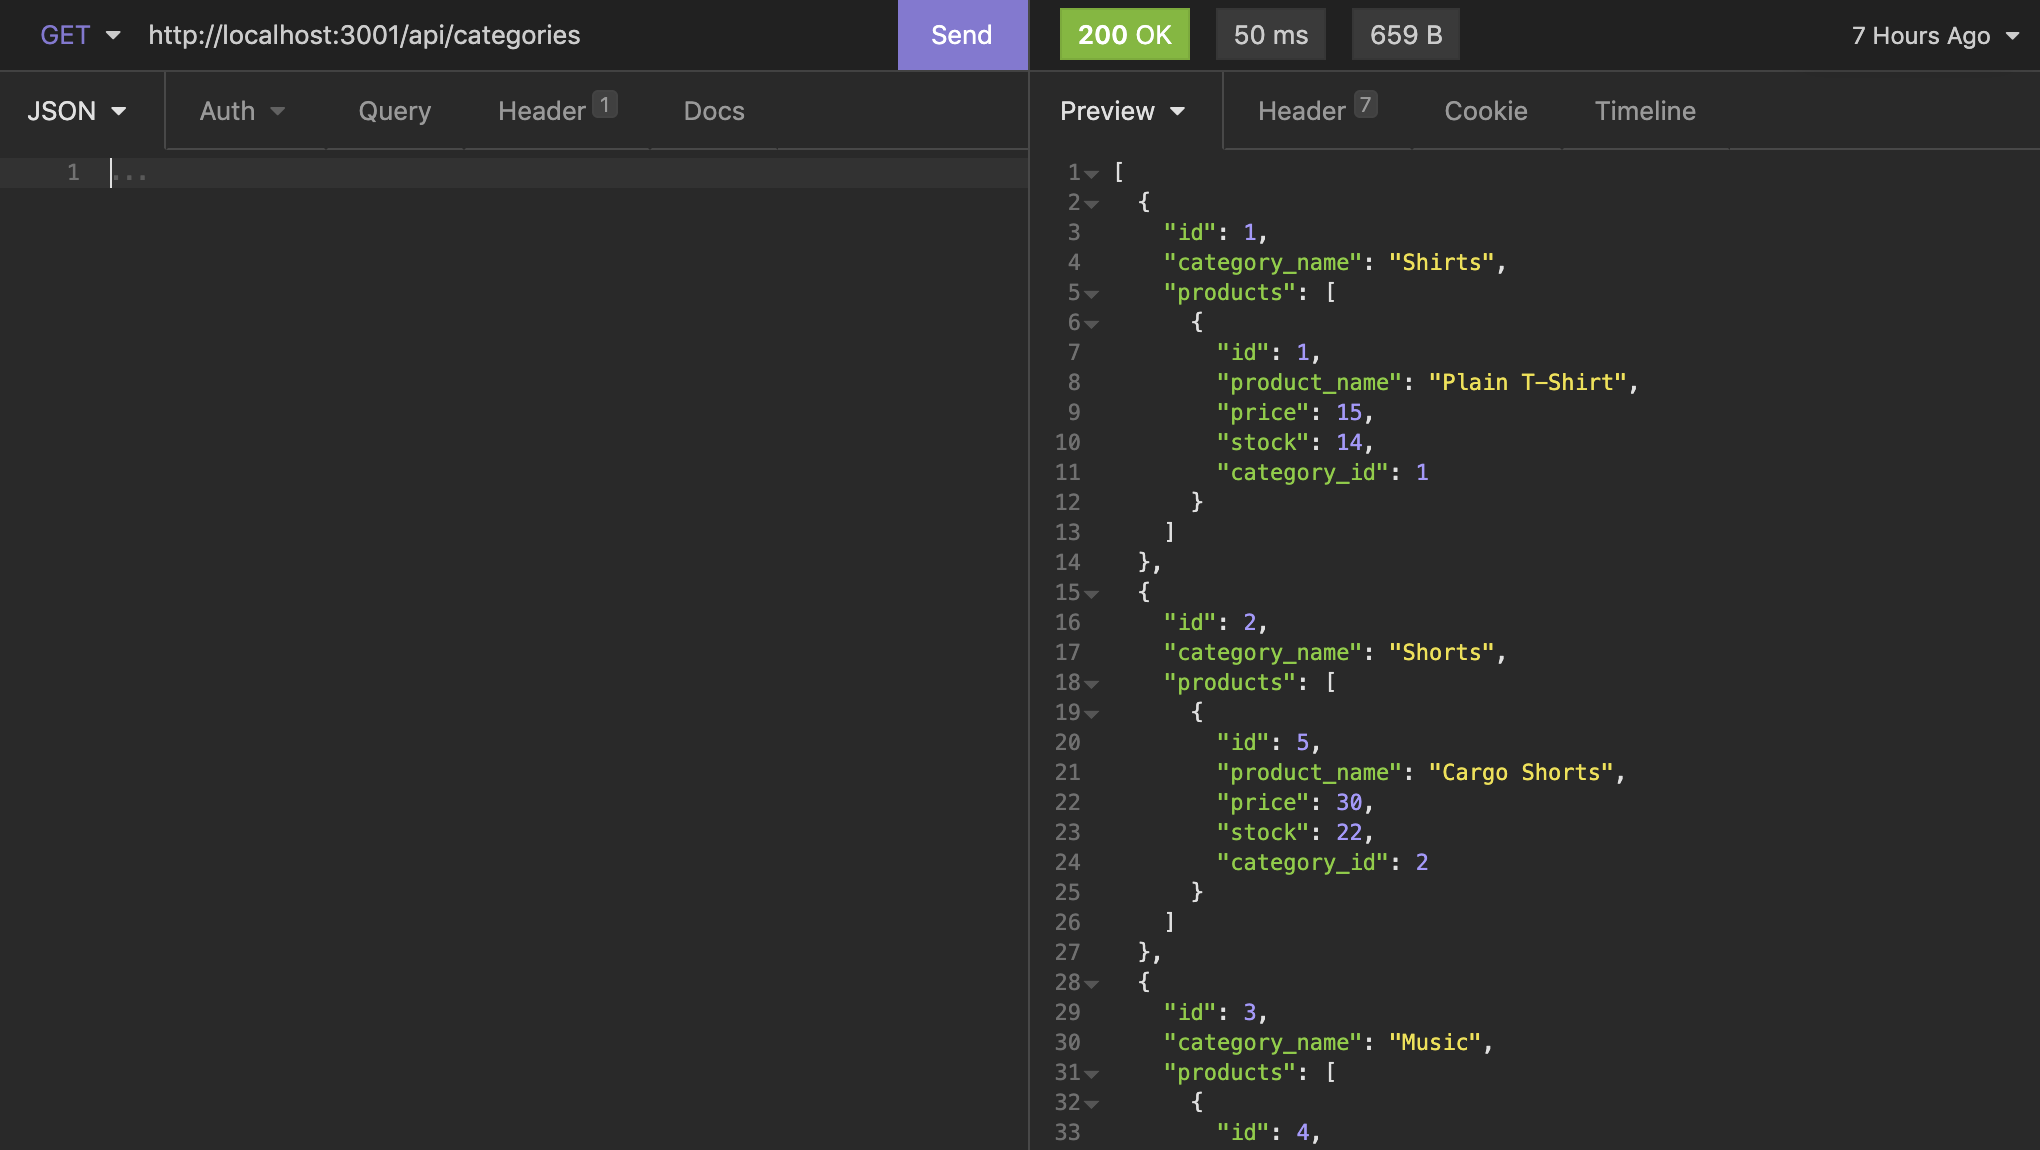 GET http://localhost:3001/api/categories Send 200 OK 50 ms 659 B 7 Hours Ago
JSON Auth Query Header 1 Docs Preview Header 7 Cookie Timeline
1 ...
1 [
2 {
3 "id": 1,
4 "category_name": "Shirts",
5 "products": [
6 {
7 "id": 1,
8 "product_name": "Plain T-Shirt",
9 "price": 15,
10 "stock": 14,
11 "category_id": 1
12 }
13 ]
14 },
15 {
16 "id": 2,
17 "category_name": "Shorts",
18 "products": [
19 {
20 "id": 5,
21 "product_name": "Cargo Shorts",
22 "price": 30,
23 "stock": 22,
24 "category_id": 2
25 }
26 ]
27 },
28 {
29 "id": 3,
30 "category_name": "Music",
31 "products": [
32 {
33 "id": 4,